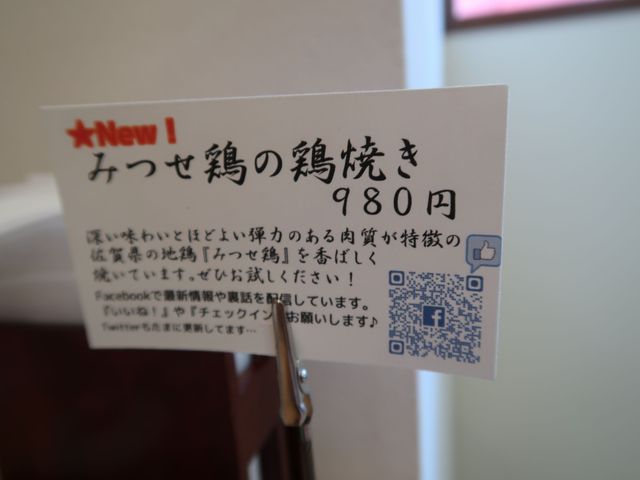 ★New！
みつせ鶏の鶏焼き
980円
深い味わいとほどよい弾力のある肉質が特徴の
佐賀県の地鶏『みつせ鶏』を香ばしく
焼いています。ぜひお試しください！
Facebookで最新情報や裏話を配信しています。
『いいね！』や『チェックイン』お願いします♪
Twitterもたまに更新してます…